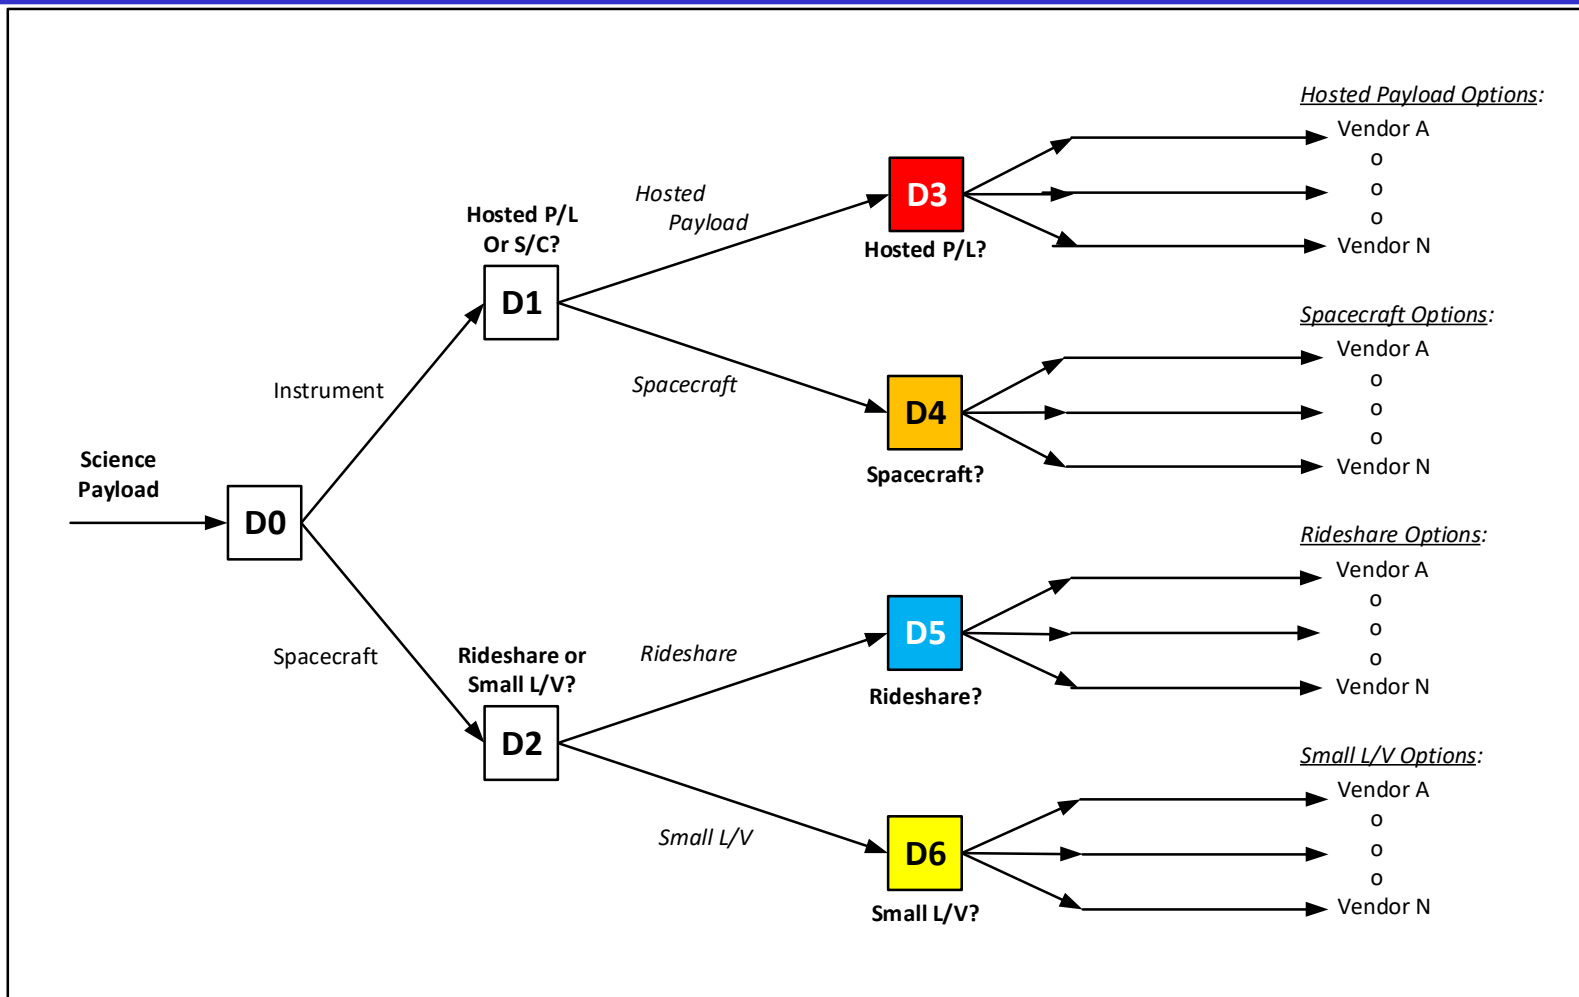 Science
Payload
D0
Instrument
Spacecraft
Hosted P/L
Or S/C?
D1
Rideshare or
Small L/V?
D2
Hosted
Payload
Spacecraft
Rideshare
Small L/V
D3
Hosted P/L?
D4
Spacecraft?
D5
Rideshare?
D6
Small L/V?
Hosted Payload Options:
Vendor A
o
o
o
Vendor N
Spacecraft Options:
Vendor A
o
o
o
Vendor N
Rideshare Options:
Vendor A
o
o
o
Vendor N
Small L/V Options:
Vendor A
o
o
o
Vendor N